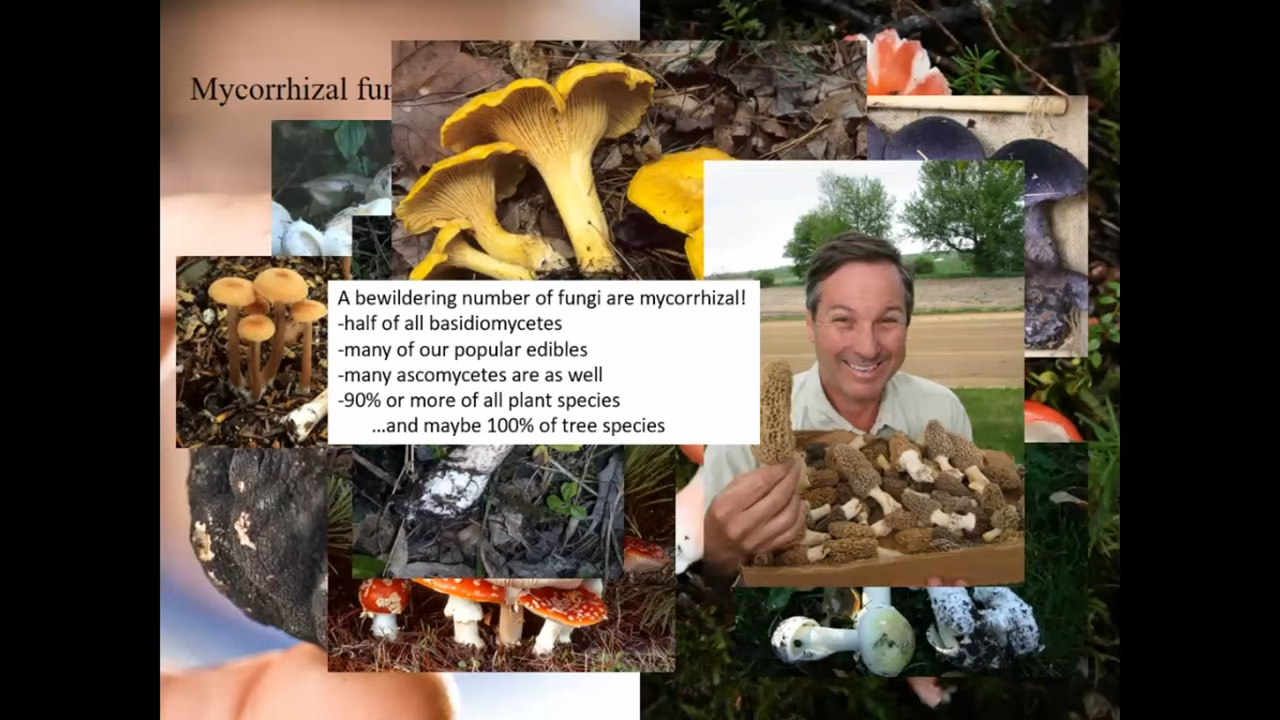 Mycorrhizal fun
A bewildering number of fungi are mycorrhizal!
-half of all basidiomycetes
-many of our popular edibles
-many ascomycetes are as well
-90% or more of all plant species
...and maybe 100% of tree species